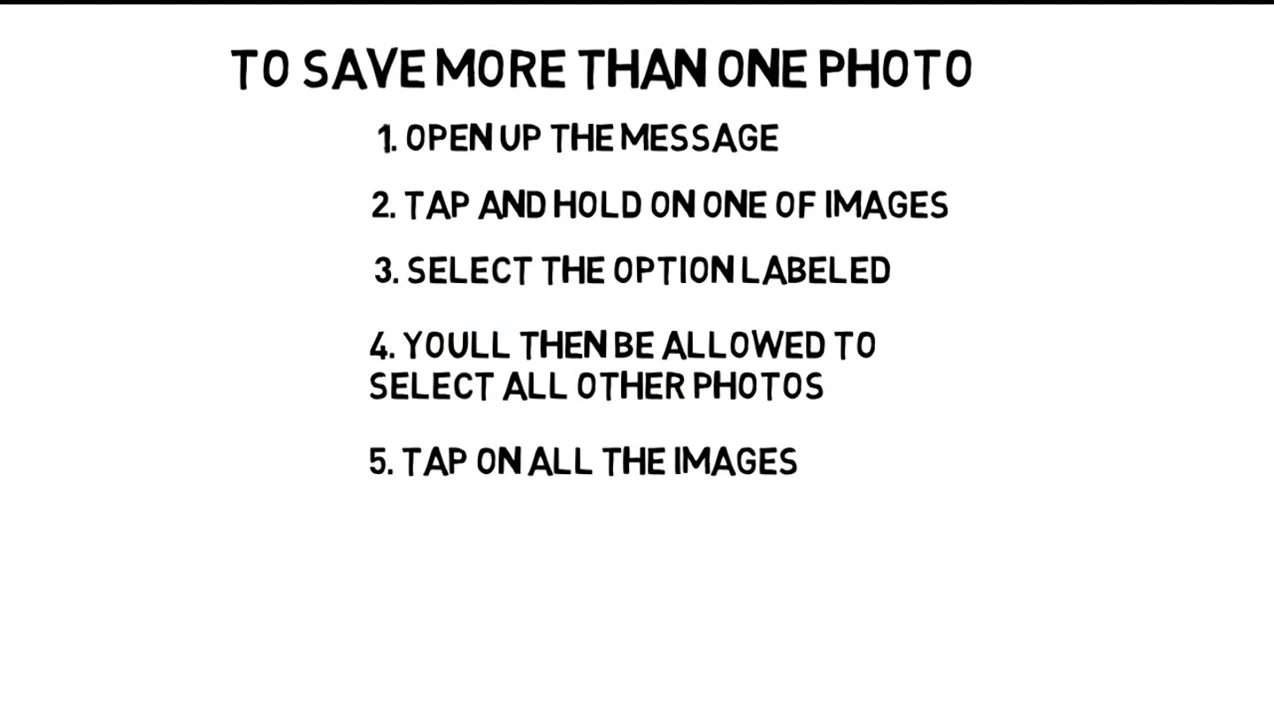 TO SAVE MORE THAN ONE PHOTO
1. OPEN UP THE MESSAGE
2. TAP AND HOLD ON ONE OF IMAGES
3. SELECT THE OPTION LABELED
4. YOULL THEN BE ALLOWED TO
SELECT ALL OTHER PHOTOS
5. TAP ON ALL THE IMAGES